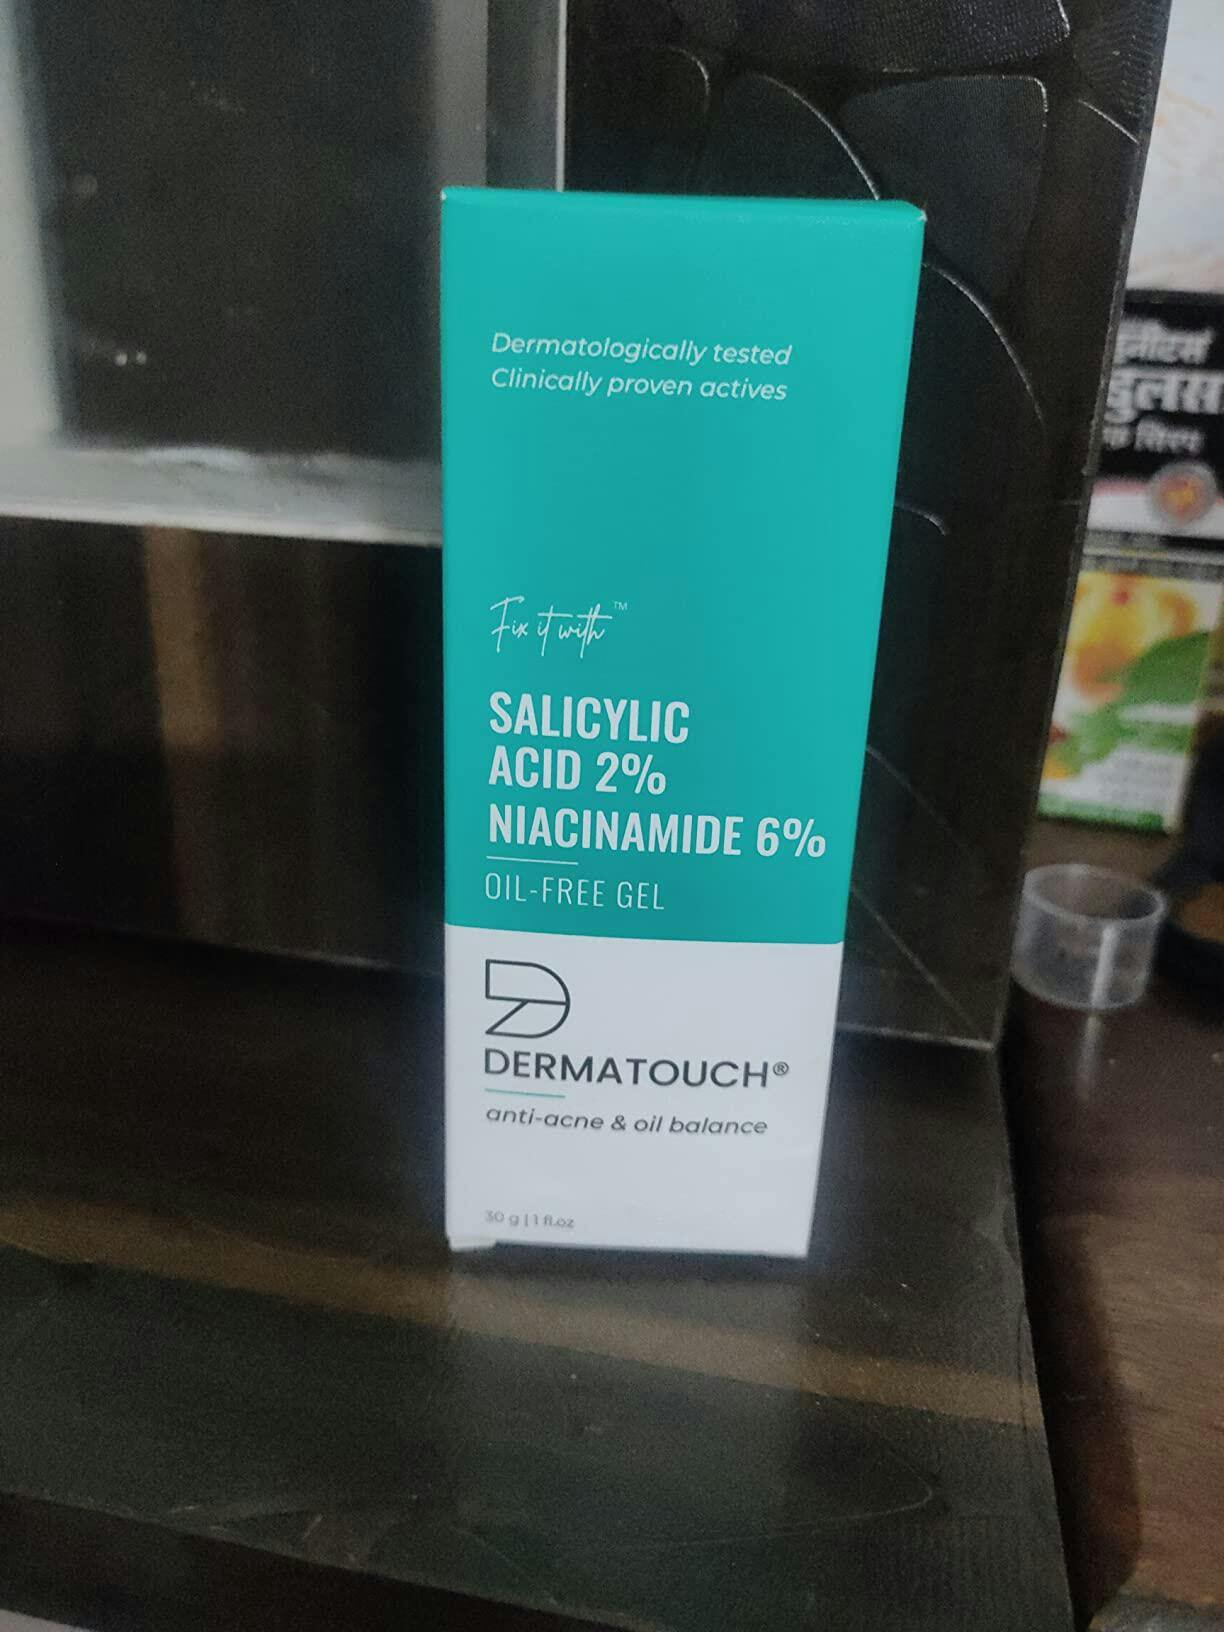 Dermatologically tested
Clinically proven actives
Fix it with™
SALICYLIC
ACID 2%
NIACINAMIDE 6%
OIL-FREE GEL
DERMATOUCH®
anti-acne & oil balance
30 g | 1 fl.oz